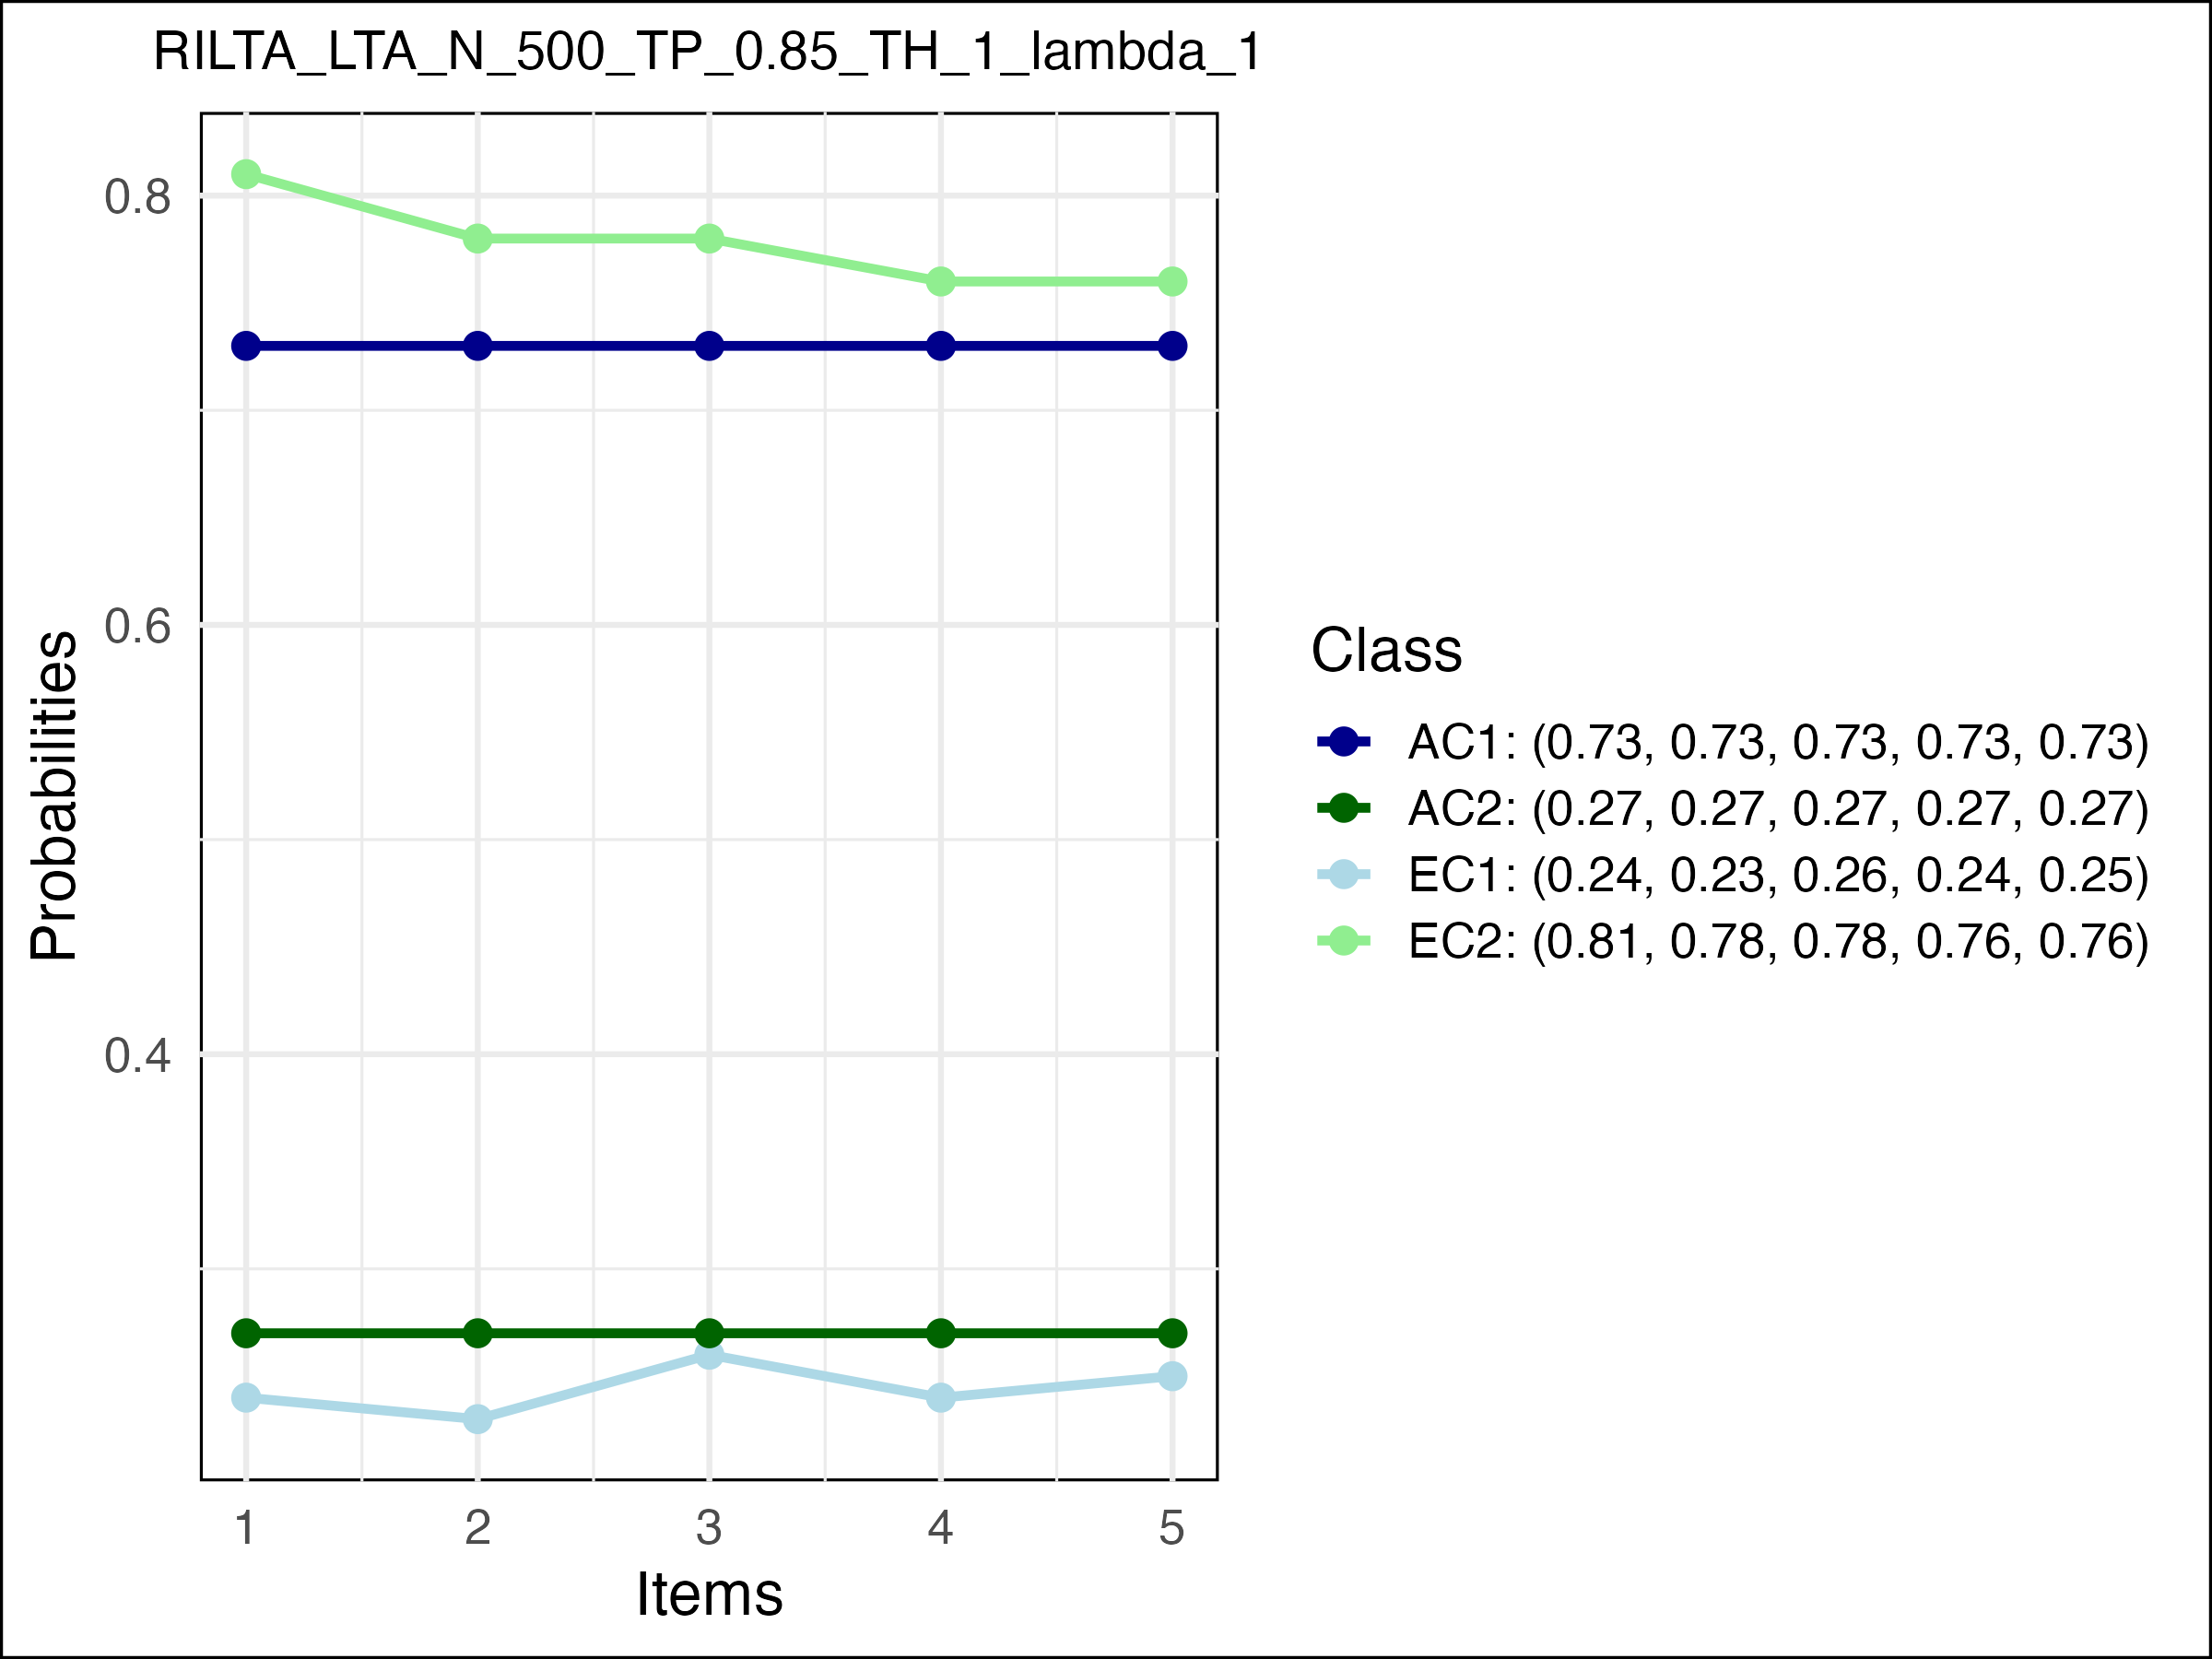 RILTA_LTA_N_500_TP_0.85_TH_1_lambda_1
0.8
0.6
0.4
Probabilities
1 2 3 4 5
Items
Class
AC1: (0.73, 0.73, 0.73, 0.73, 0.73)
AC2: (0.27, 0.27, 0.27, 0.27, 0.27)
EC1: (0.24, 0.23, 0.26, 0.24, 0.25)
EC2: (0.81, 0.78, 0.78, 0.76, 0.76)